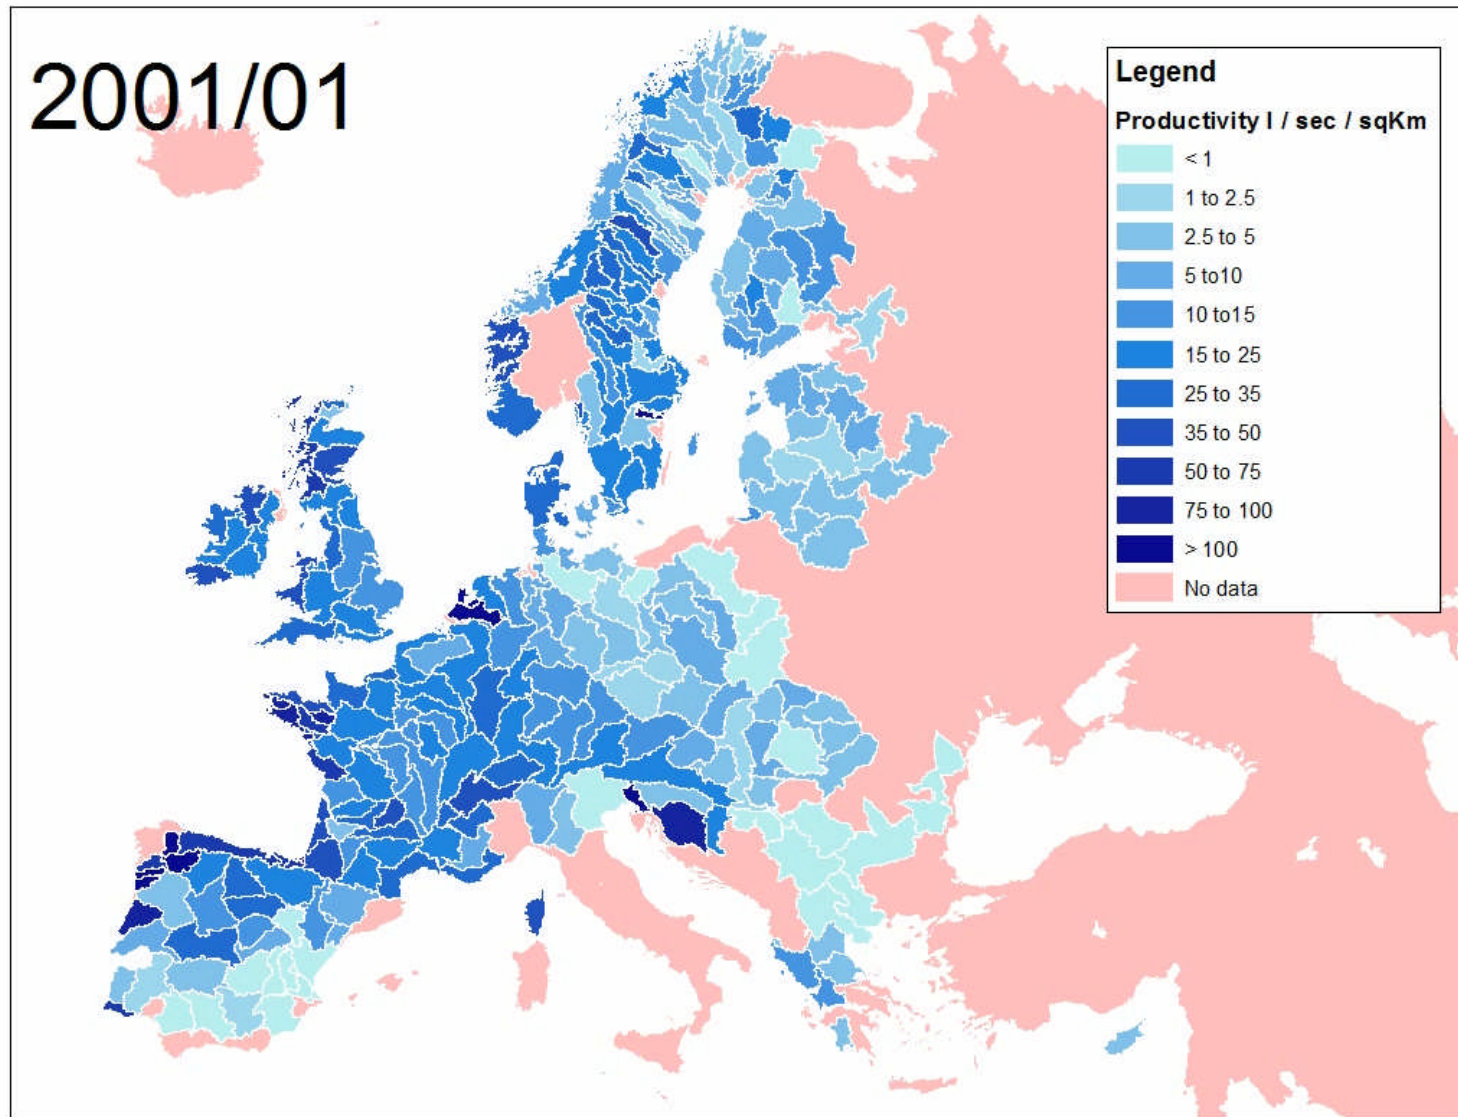 2001/01
Legend
Productivity l / sec / sqKm
< 1
1 to 2.5
2.5 to 5
5 to10
10 to15
15 to 25
25 to 35
35 to 50
50 to 75
75 to 100
> 100
No data